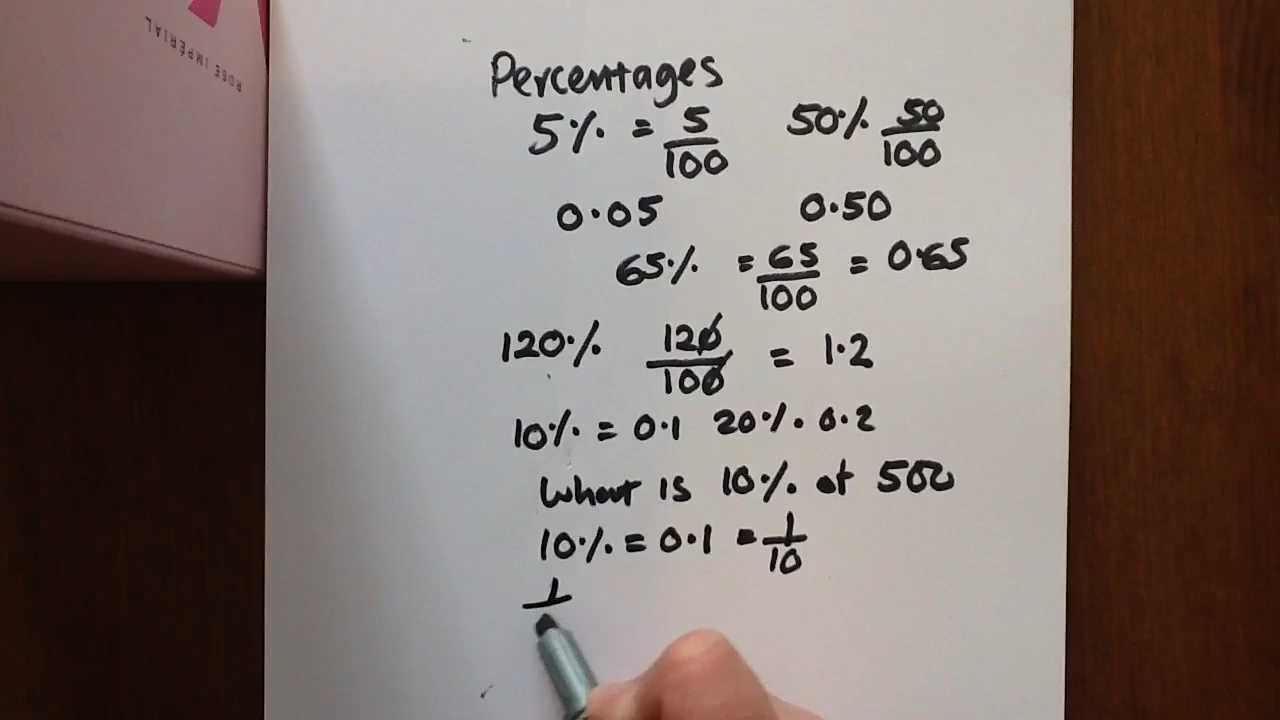 ROSE IMPÉRIAL
Percentages
5% = 5/100 50% 50/100
0.05 0.50
65% = 65/100 = 0.65
120% 120/100 = 1.2
10% = 0.1 20% . 0.2
What is 10% of 500
10% = 0.1 = 1/10
1